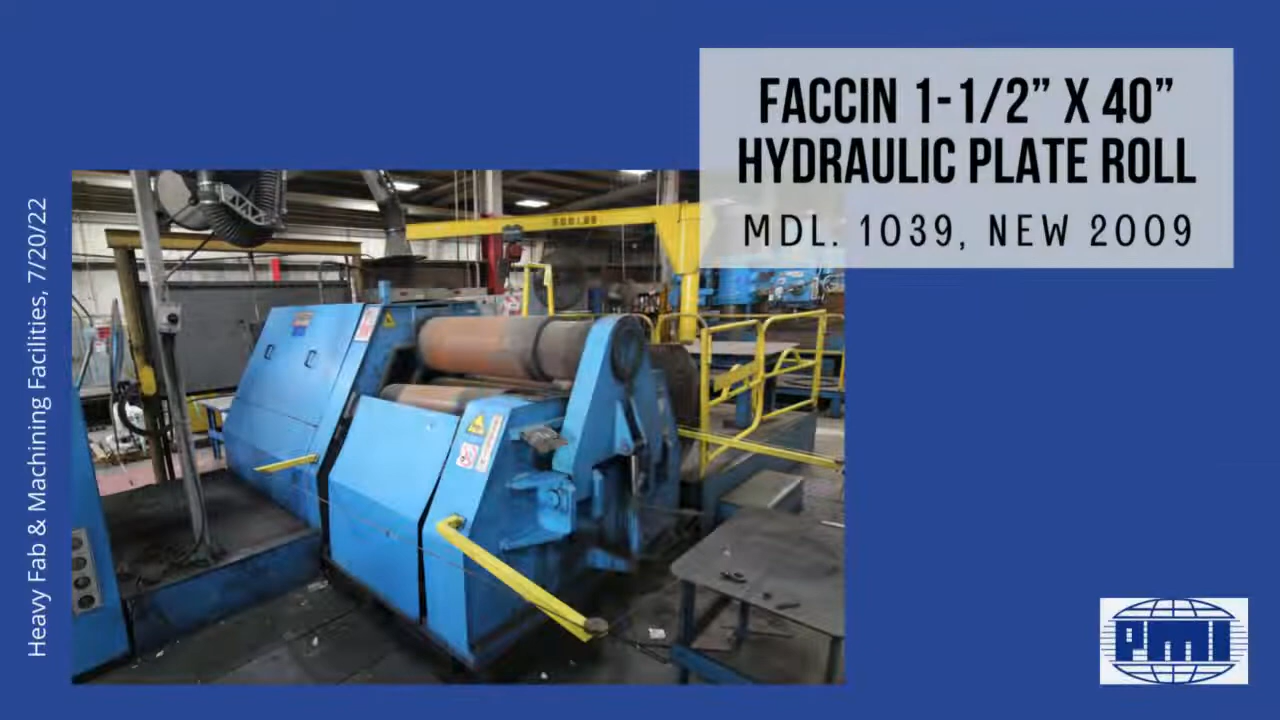 FACCIN 1-1/2” X 40”
HYDRAULIC PLATE ROLL
MDL. 1039, NEW 2009
Heavy Fab & Machining Facilities, 7/20/22
PMI